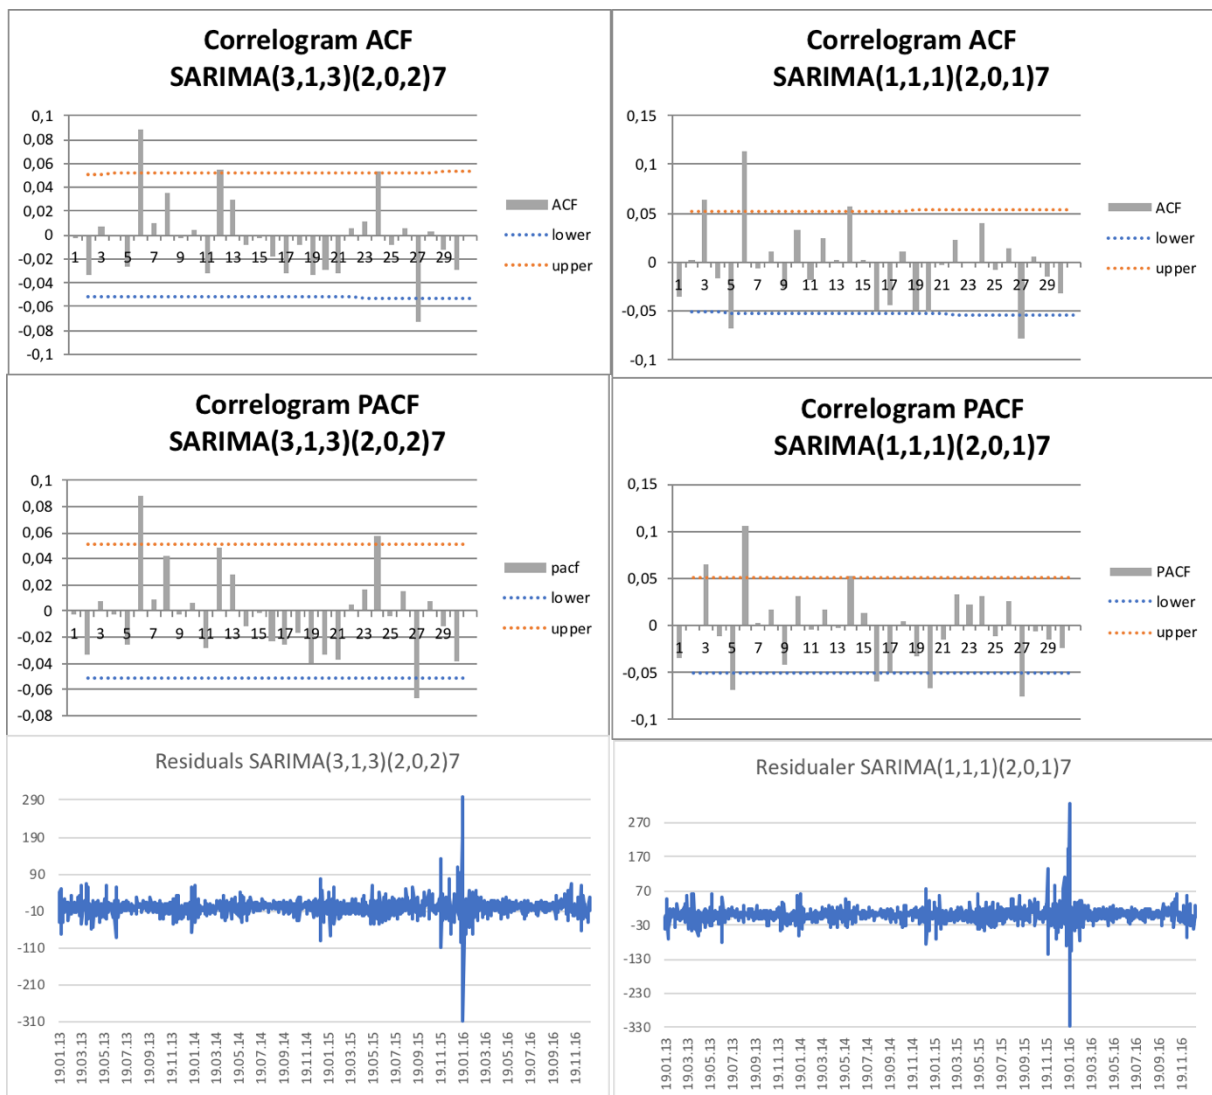 Correlogram ACF
SARIMA(3,1,3)(2,0,2)7
0,1
0,08
0,06
0,04
0,02
0
-0,02
-0,04
-0,06
-0,08
-0,1
1 3 5 7 9 11 13 15 17 19 21 23 25 27 29
ACF
lower
upper
Correlogram ACF
SARIMA(1,1,1)(2,0,1)7
0,15
0,1
0,05
0
-0,05
-0,1
1 3 5 7 9 11 13 15 17 19 21 23 25 27 29
ACF
lower
upper
Correlogram PACF
SARIMA(3,1,3)(2,0,2)7
0,1
0,08
0,06
0,04
0,02
0
-0,02
-0,04
-0,06
-0,08
1 3 5 7 9 11 13 15 17 19 21 23 25 27 29
pacf
lower
upper
Correlogram PACF
SARIMA(1,1,1)(2,0,1)7
0,15
0,1
0,05
0
-0,05
-0,1
1 3 5 7 9 11 13 15 17 19 21 23 25 27 29
PACF
lower
upper
Residuals SARIMA(3,1,3)(2,0,2)7
290
190
90
-10
-110
-210
-310
19.01.13 19.03.13 19.05.13 19.07.13 19.09.13 19.11.13 19.01.14 19.03.14 19.05.14 19.07.14 19.09.14 19.11.14 19.01.15 19.03.15 19.05.15 19.07.15 19.09.15 19.11.15 19.01.16 19.03.16 19.05.16 19.07.16 19.09.16 19.11.16
Residualer SARIMA(1,1,1)(2,0,1)7
270
170
70
-30
-130
-230
-330
19.01.13 19.03.13 19.05.13 19.07.13 19.09.13 19.11.13 19.01.14 19.03.14 19.05.14 19.07.14 19.09.14 19.11.14 19.01.15 19.03.15 19.05.15 19.07.15 19.09.15 19.11.15 19.01.16 19.03.16 19.05.16 19.07.16 19.09.16 19.11.16